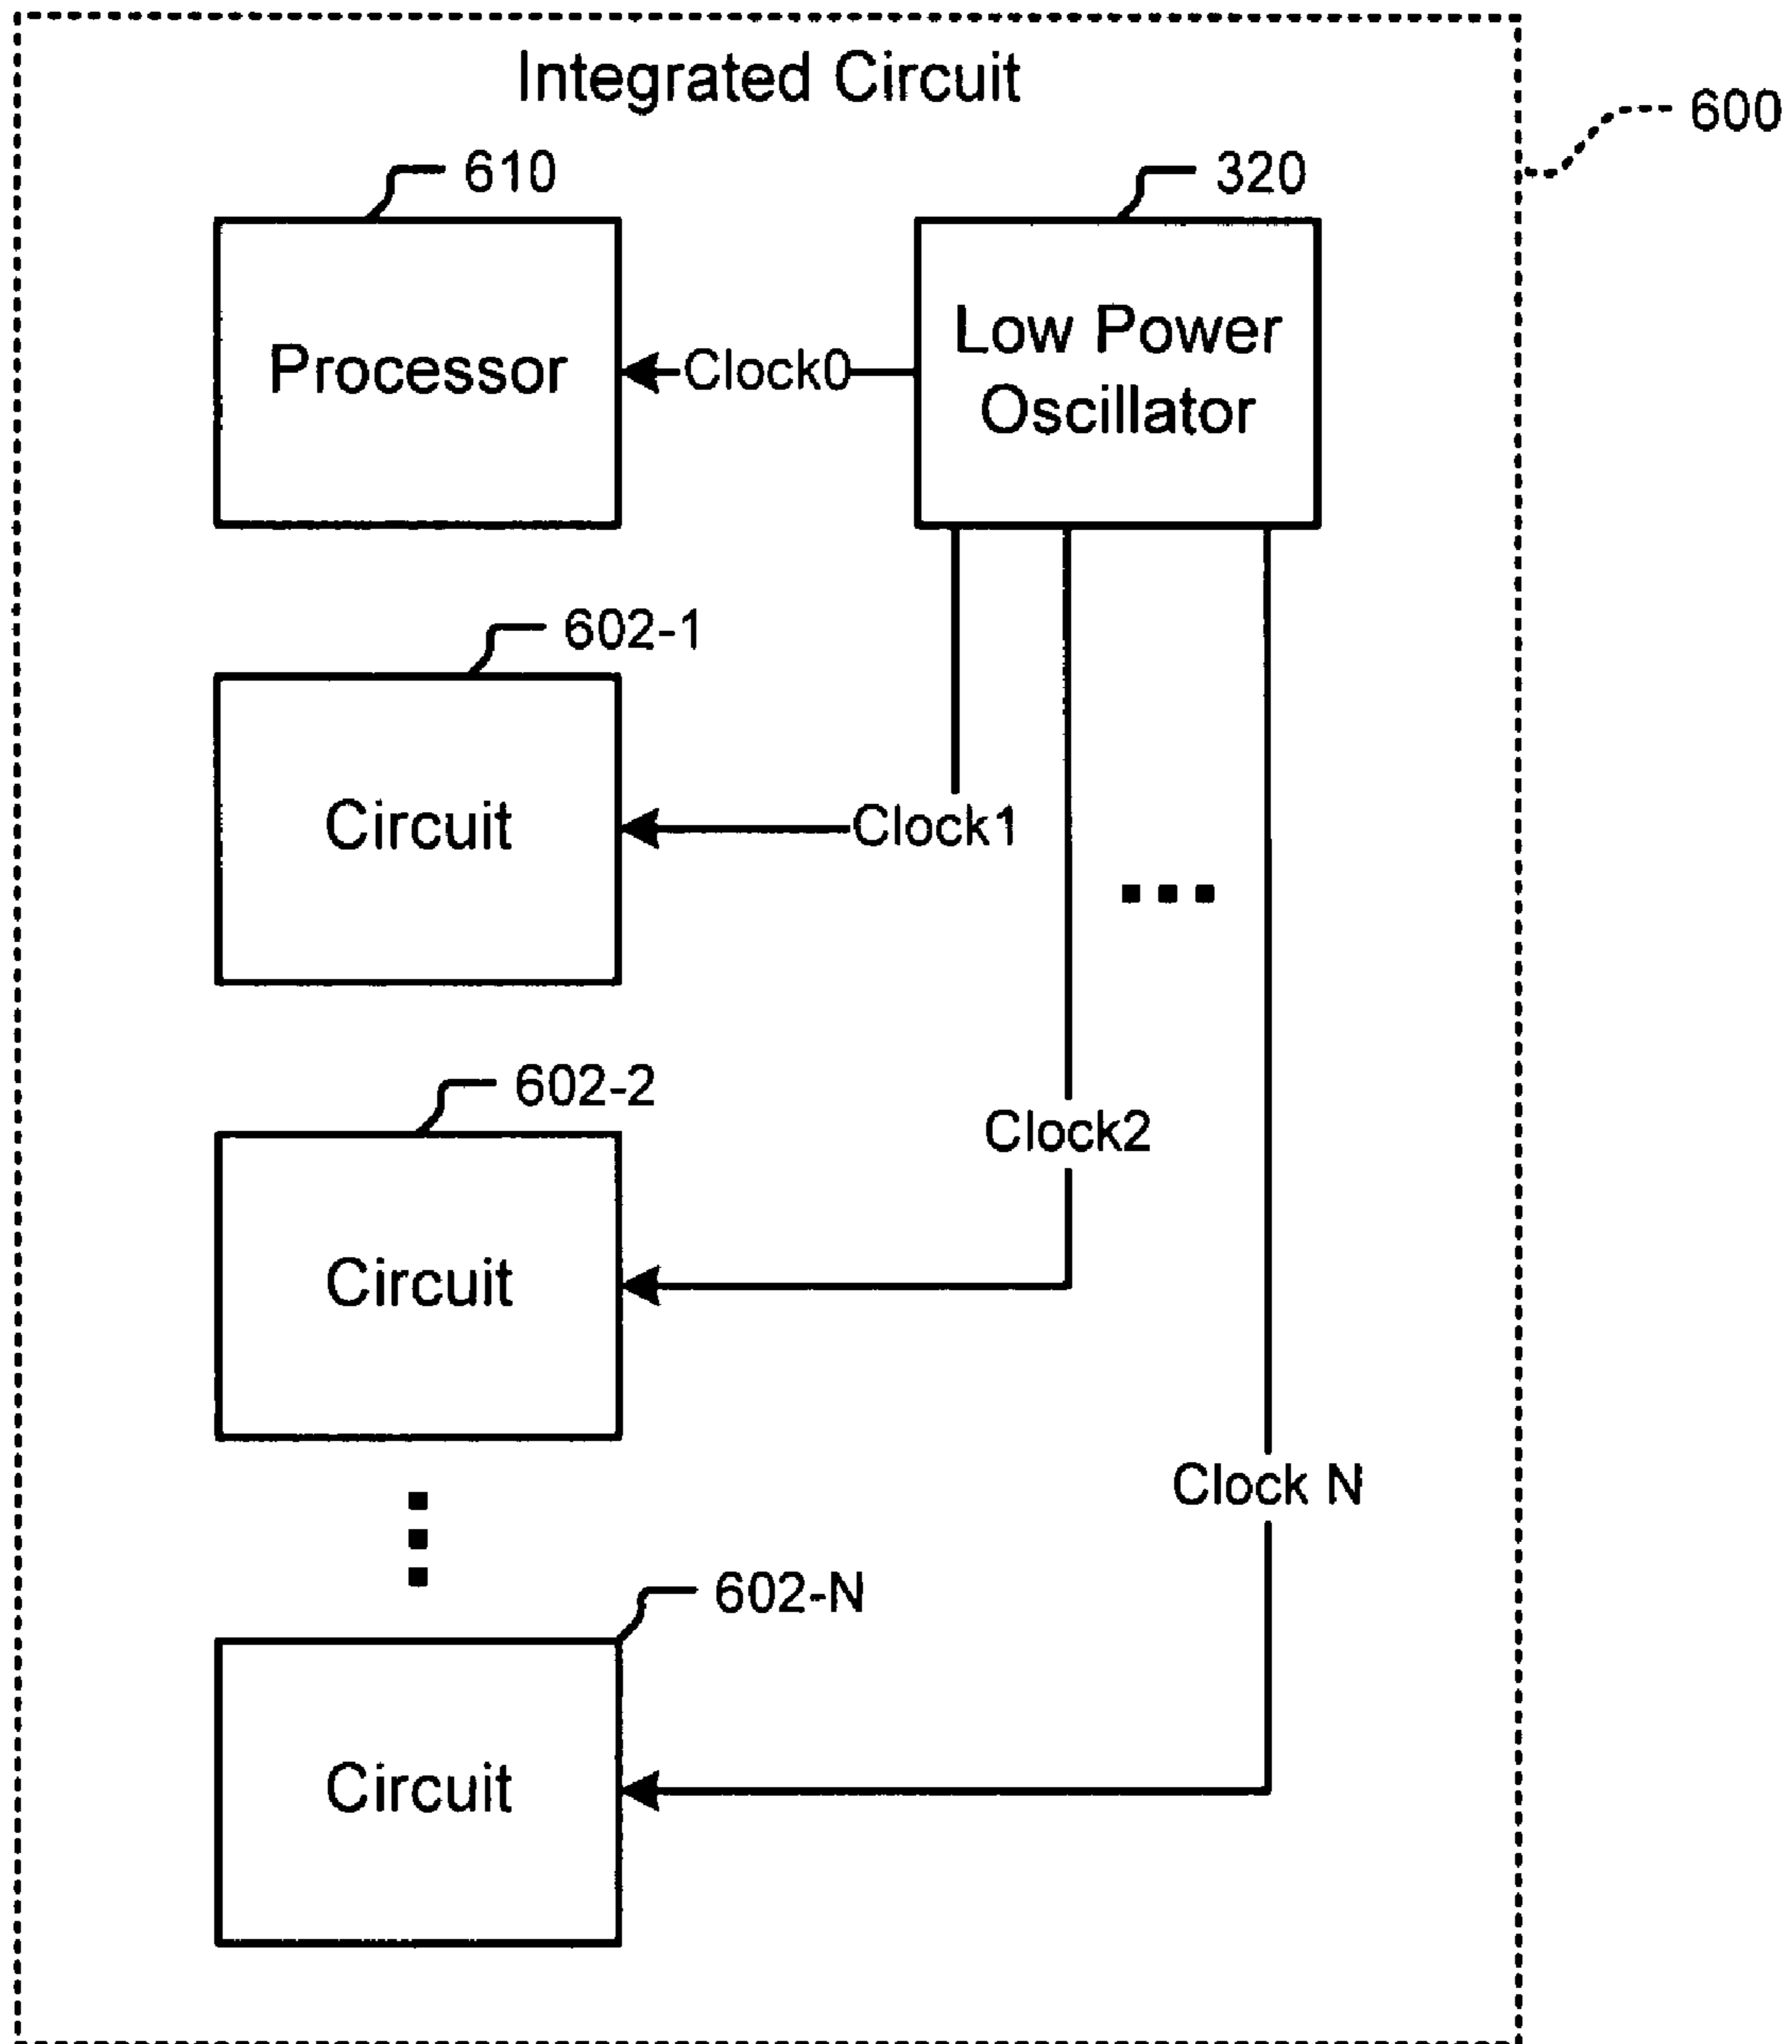 Integrated Circuit
600
610
320
Processor
Clock0
Low Power
Oscillator
602-1
Circuit
Clock1
602-2
Clock2
Circuit
Clock N
602-N
Circuit